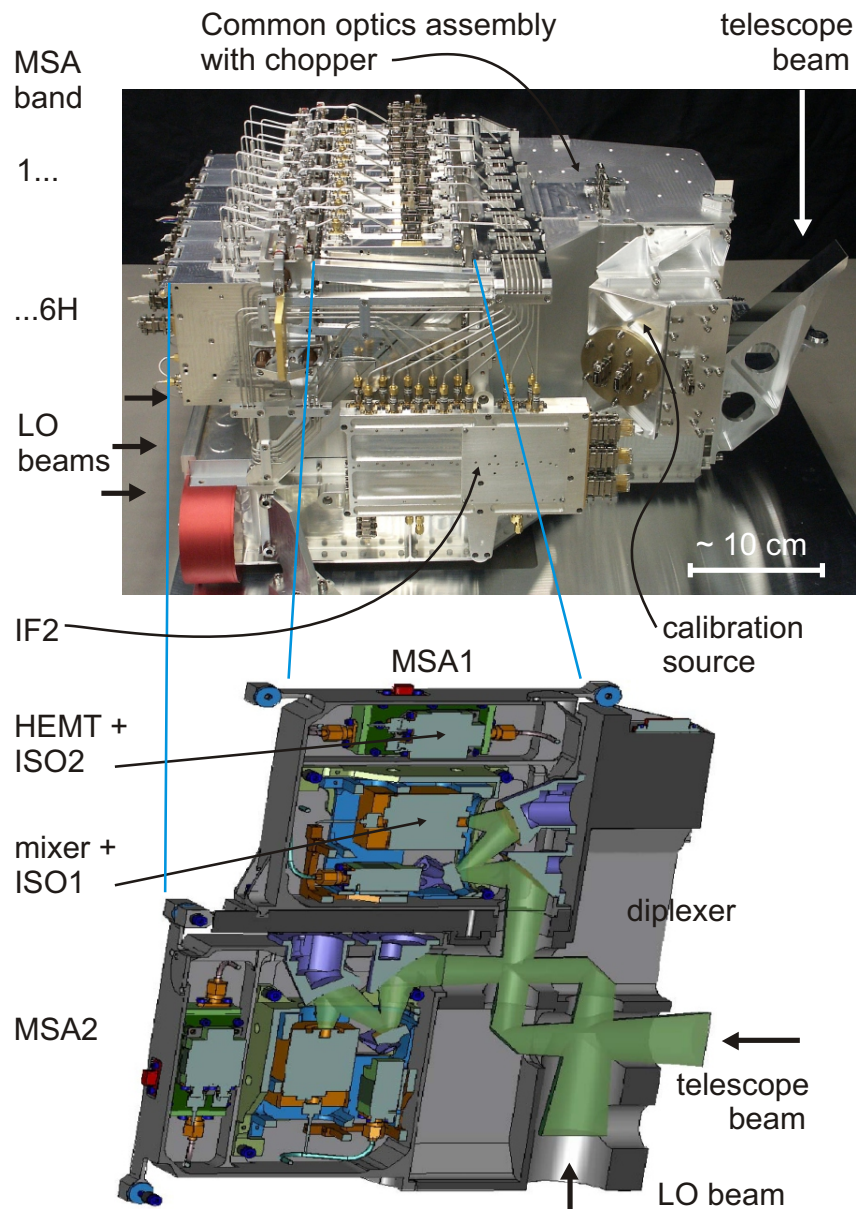 Common optics assembly
with chopper
telescope
beam
MSA
band
1...
...6H
LO
beams
~ 10 cm
IF2
calibration
source
MSA1
HEMT +
ISO2
mixer +
ISO1
diplexer
MSA2
telescope
beam
LO beam